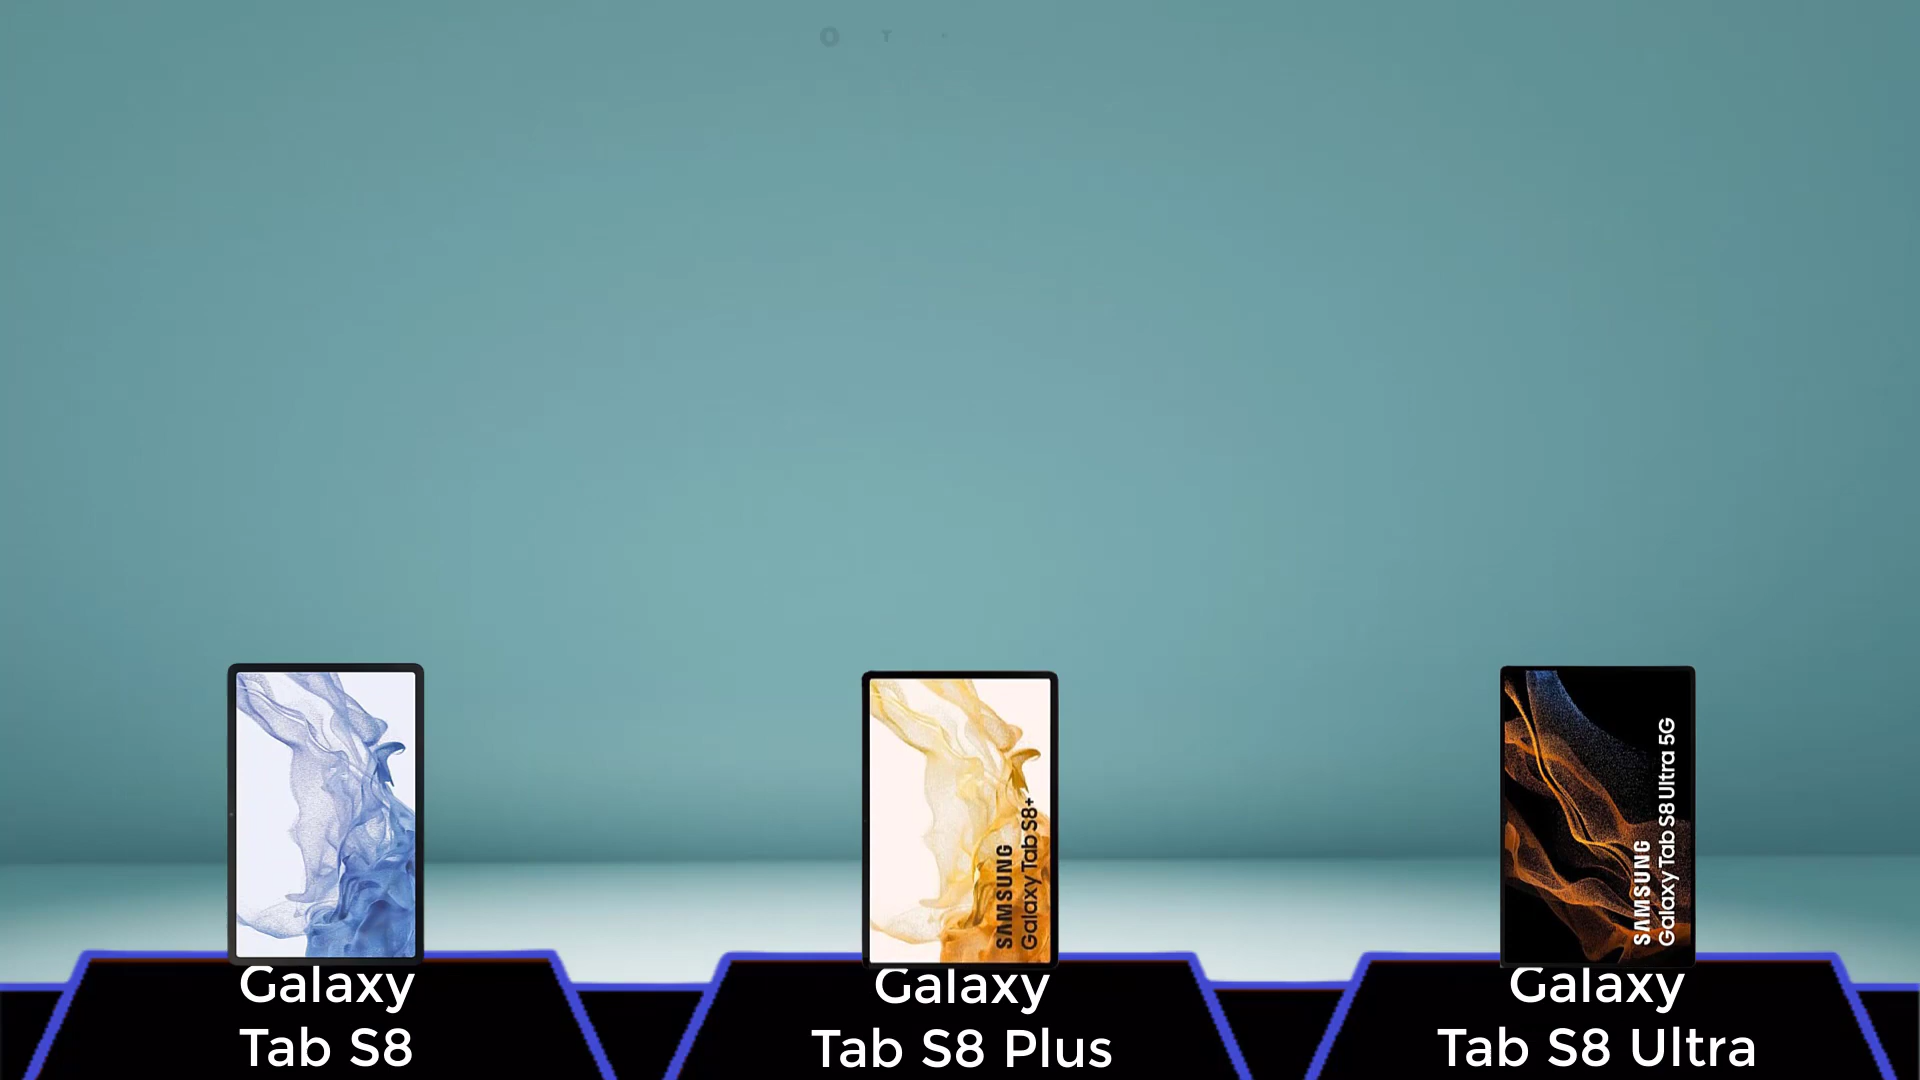 SAMSUNG
Galaxy Tab S8+
SAMSUNG
Galaxy Tab S8 Ultra 5G
Galaxy
Tab S8
Galaxy
Tab S8 Plus
Galaxy
Tab S8 Ultra